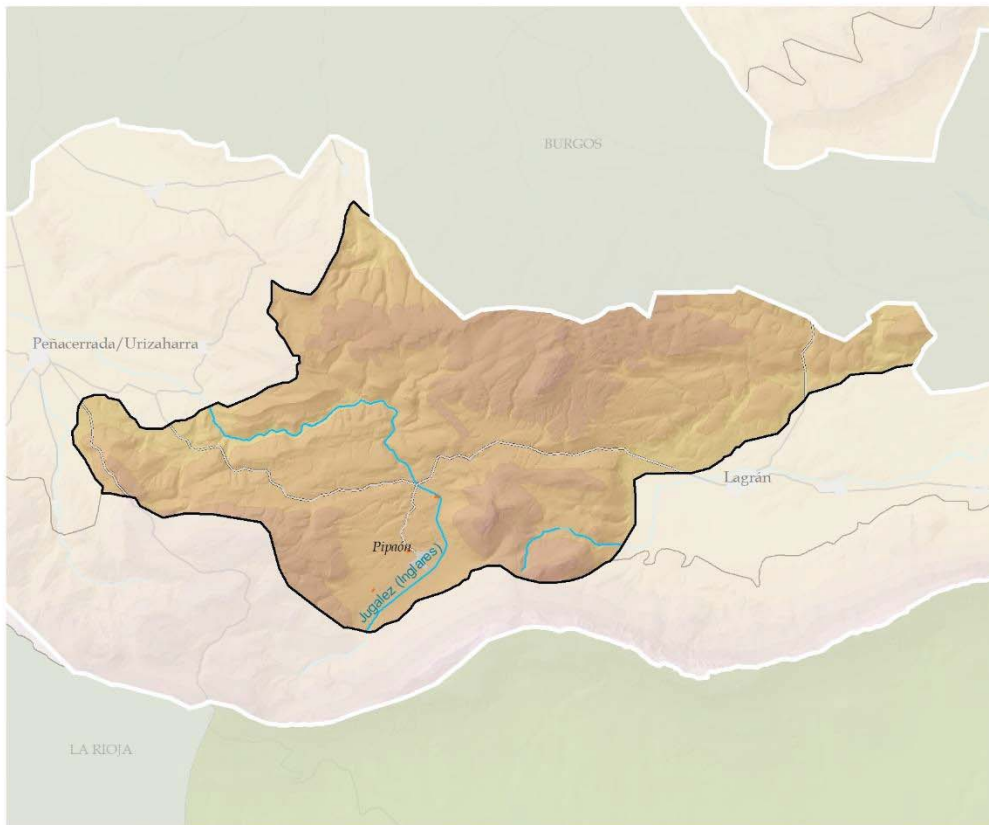 BURGOS
Peñacerrada/Urizaharra
Lagrán
Pipaón
Jugalez (Inglares)
LA RIOJA